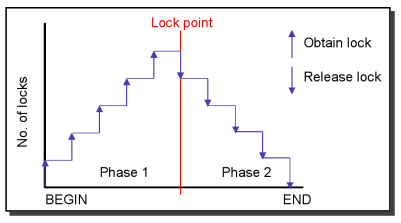 Lock point
Obtain lock
Release lock
No. of locks
Phase 1
Phase 2
BEGIN
END